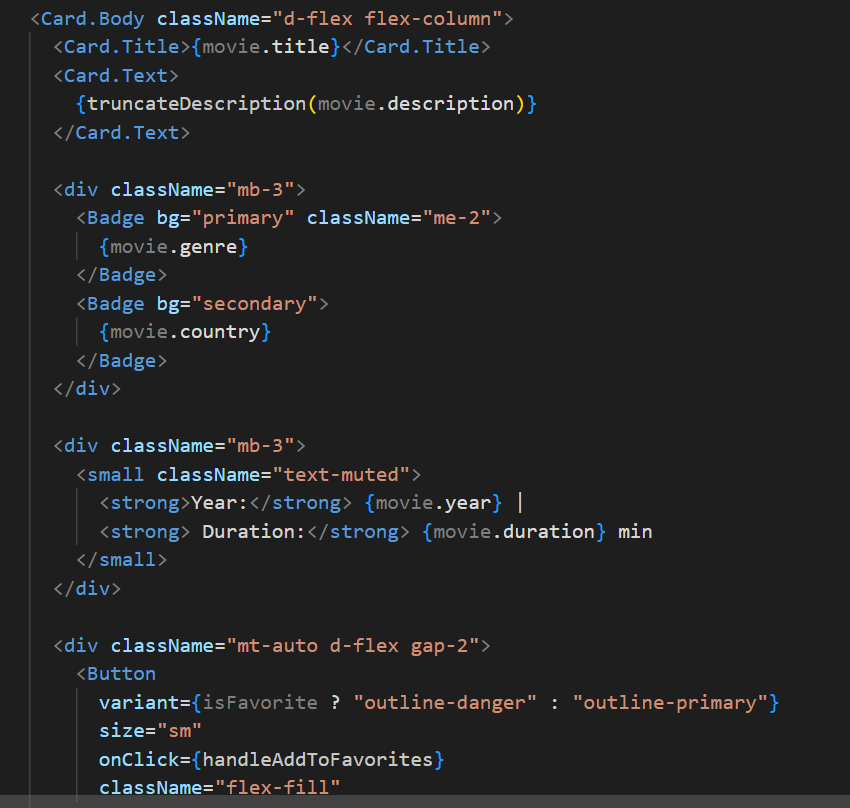 <Card.Body className="d-flex flex-column">
<Card.Title>{movie.title}</Card.Title>
<Card.Text>
{truncateDescription(movie.description)}
</Card.Text>
<div className="mb-3">
<Badge bg="primary" className="me-2">
{movie.genre}
</Badge>
<Badge bg="secondary">
{movie.country}
</Badge>
</div>
<div className="mb-3">
<small className="text-muted">
<strong>Year:</strong> {movie.year} |
<strong> Duration:</strong> {movie.duration} min
</small>
</div>
<div className="mt-auto d-flex gap-2">
<Button
variant={isFavorite ? "outline-danger" : "outline-primary"}
size="sm"
onClick={handleAddToFavorites}
className="flex-fill"